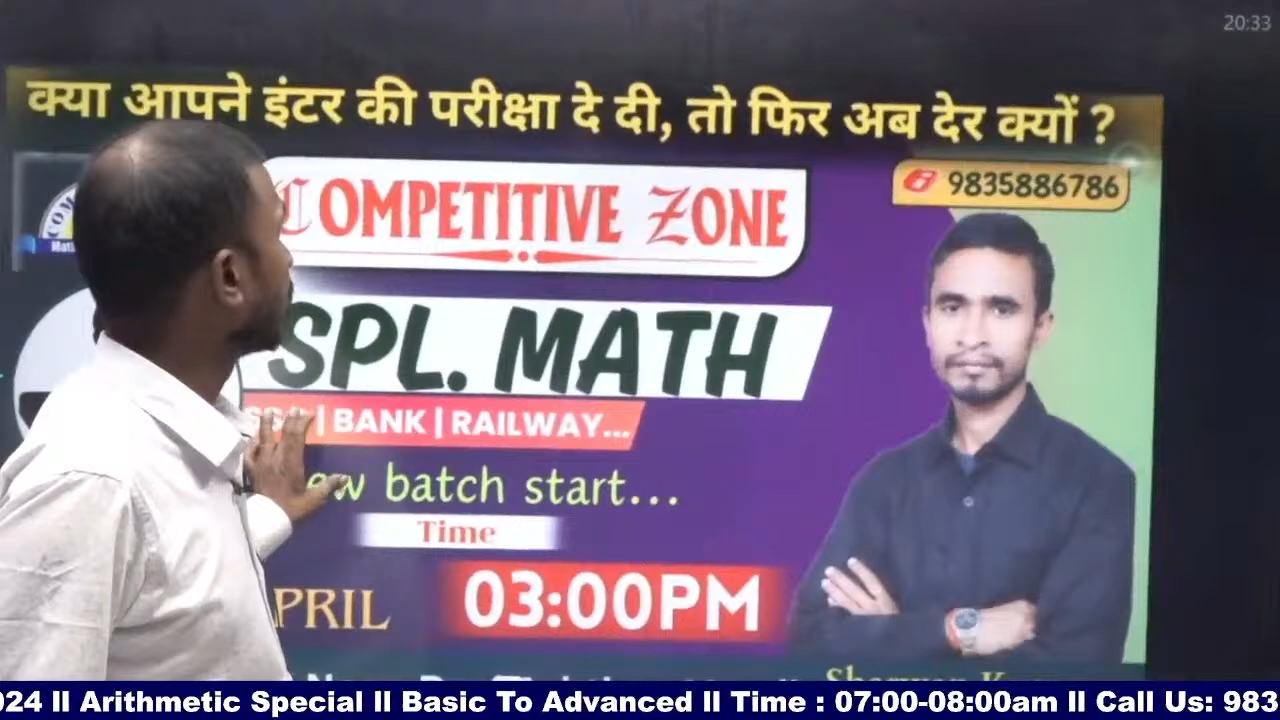 20:33
क्या आपने इंटर की परीक्षा दे दी, तो फिर अब देर क्यों ?
COMPETITIVE ZONE
9835886786
SPL. MATH
| BANK | RAILWAY...
batch start...
Time
03:00PM
024 II Arithmetic Special II Basic To Advanced II Time : 07:00-08:00am II Call Us: 983